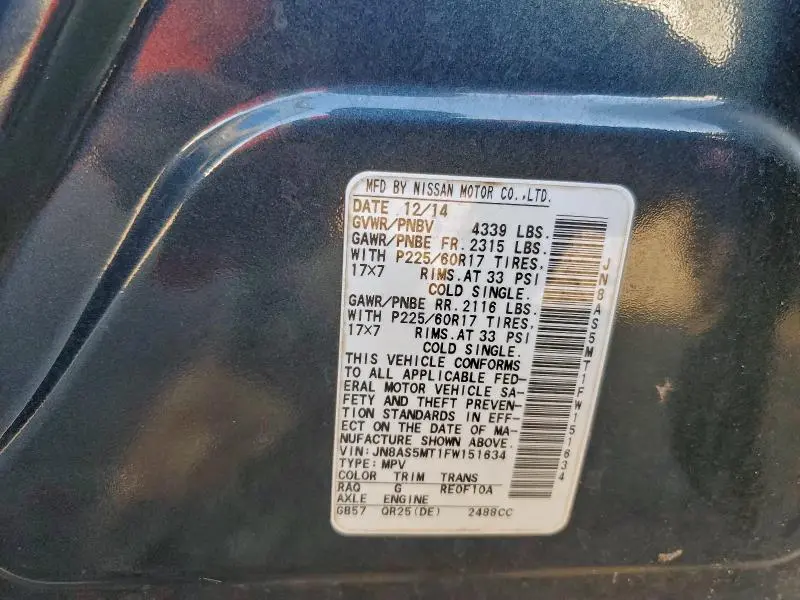 MFD BY NISSAN MOTOR CO.,LTD.
DATE 12/14
GVWR/PNBV 4339 LBS.
GAWR/PNBE FR. 2315 LBS.
WITH P225/60R17 TIRES,
17X7 RIMS.AT 33 PSI
COLD SINGLE.
GAWR/PNBE RR. 2116 LBS.
WITH P225/60R17 TIRES,
17X7 RIMS.AT 33 PSI
COLD SINGLE.
THIS VEHICLE CONFORMS
TO ALL APPLICABLE FED-
ERAL MOTOR VEHICLE SA-
FETY AND THEFT PREVEN-
TION STANDARDS IN EFF-
ECT ON THE DATE OF MA-
NUFACTURE SHOWN ABOVE.
VIN:JN8AS5MT1FW151634
TYPE:MPV
COLOR TRIM TRANS
RAQ G RE0F10A
AXLE ENGINE
GB57 QR25(DE) 2488CC
JN8AS5MT1FW151634